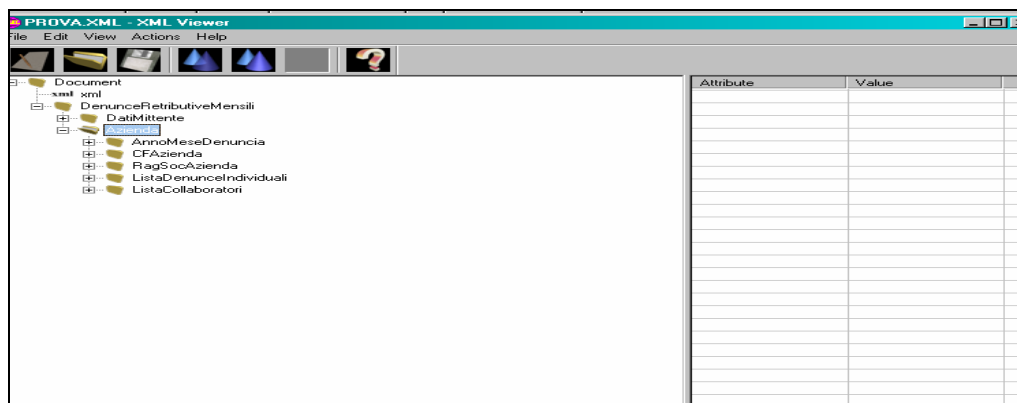 PROVA.XML - XML Viewer
File Edit View Actions Help
Document
xml xml
DenunceRetributiveMensili
DatiMittente
Azienda
AnnoMeseDenuncia
CFAzienda
RagSocAzienda
ListaDenunceIndividuali
ListaCollaboratori
Attribute Value